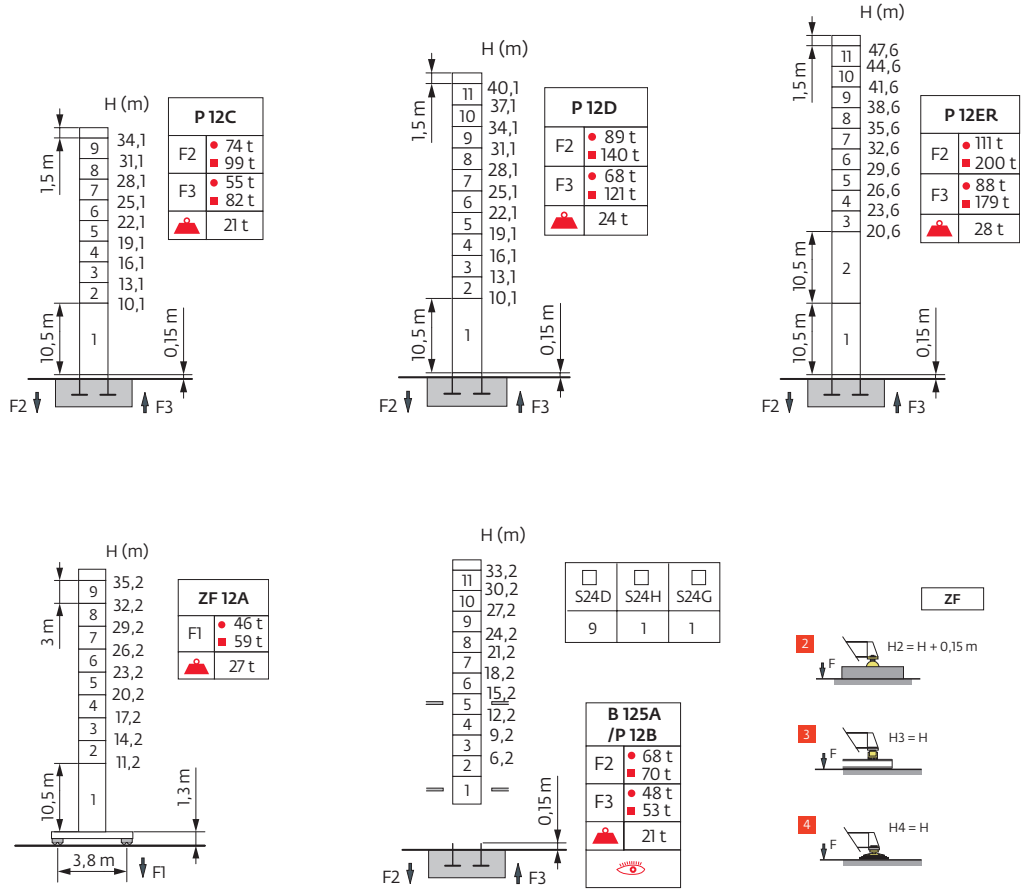 H (m)
P 12C
F2 ● 74 t
■ 99 t
F3 ● 55 t
■ 82 t
21 t
1,5 m
34,1
9
31,1
8
28,1
7
25,1
6
22,1
5
19,1
4
16,1
3
13,1
2
10,1
10,5 m
1
0,15 m
F2
F3
H (m)
P 12D
F2 ● 89 t
■ 140 t
F3 ● 68 t
■ 121 t
24 t
1,5 m
40,1
11
37,1
10
34,1
9
31,1
8
28,1
7
25,1
6
22,1
5
19,1
4
16,1
3
13,1
2
10,1
10,5 m
1
0,15 m
F2
F3
H (m)
P 12ER
F2 ● 111 t
■ 200 t
F3 ● 88 t
■ 179 t
28 t
1,5 m
47,6
11
44,6
10
41,6
9
38,6
8
35,6
7
32,6
6
29,6
5
26,6
4
23,6
3
20,6
10,5 m
2
10,5 m
1
0,15 m
F2
F3
H (m)
ZF 12A
F1 ● 46 t
■ 59 t
27 t
3 m
35,2
9
32,2
8
29,2
7
26,2
6
23,2
5
20,2
4
17,2
3
14,2
2
11,2
10,5 m
1
1,3 m
3,8 m
F1
H (m)
33,2
11
30,2
10
27,2
9
24,2
8
21,2
7
18,2
6
15,2
5
12,2
4
9,2
3
6,2
2
1
0,15 m
F2
F3
S24D S24H S24G
9 1 1
B 125A
/P 12B
F2 ● 68 t
■ 70 t
F3 ● 48 t
■ 53 t
21 t
ZF
2
F
H2 = H + 0,15 m
3
F
H3 = H
4
F
H4 = H